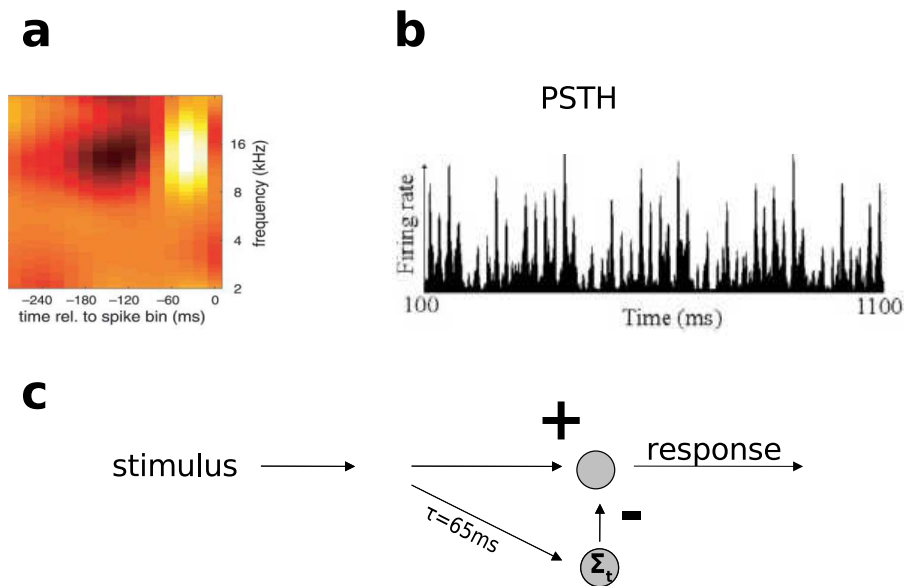 a
16
8
4
2
frequency (kHz)
−240 −180 −120 −60 0
time rel. to spike bin (ms)
b
PSTH
Firing rate
100 1100
Time (ms)
c
stimulus
+
response
τ=65ms
-
Σt